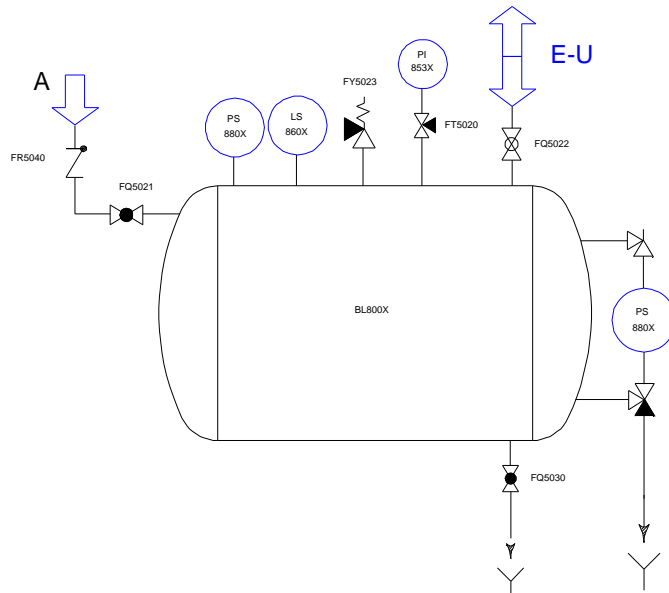 A
E-U
PI
853X
FY5023
PS
880X
LS
860X
FT5020
FQ5022
FR5040
FQ5021
BL800X
PS
880X
FQ5030